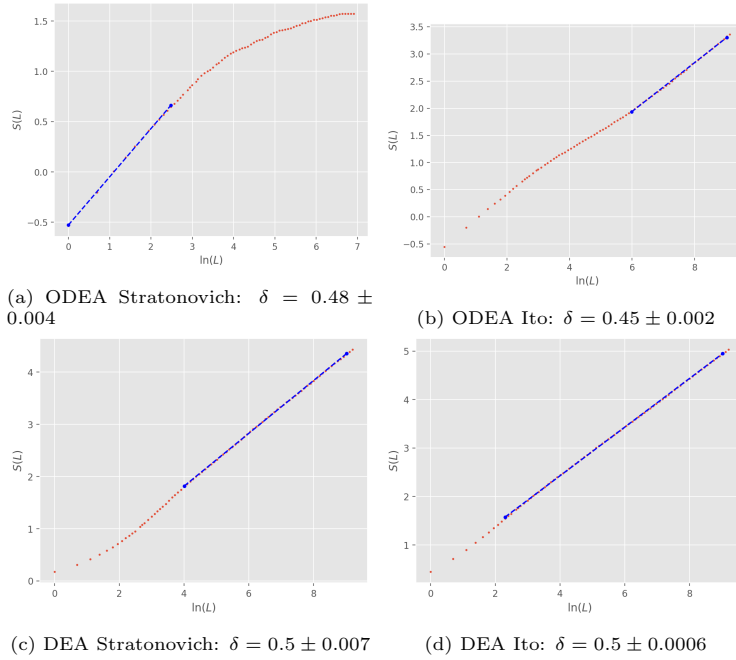 1.5
1.0
0.5
0.0
−0.5
S(L)
0 1 2 3 4 5 6 7
ln(L)
(a) ODEA Stratonovich: δ = 0.48 ±
0.004
3.5
3.0
2.5
2.0
1.5
1.0
0.5
0.0
−0.5
S(L)
0 2 4 6 8
ln(L)
(b) ODEA Ito: δ = 0.45 ± 0.002
4
3
2
1
0
S(L)
0 2 4 6 8
ln(L)
(c) DEA Stratonovich: δ = 0.5 ± 0.007
5
4
3
2
1
S(L)
0 2 4 6 8
ln(L)
(d) DEA Ito: δ = 0.5 ± 0.0006